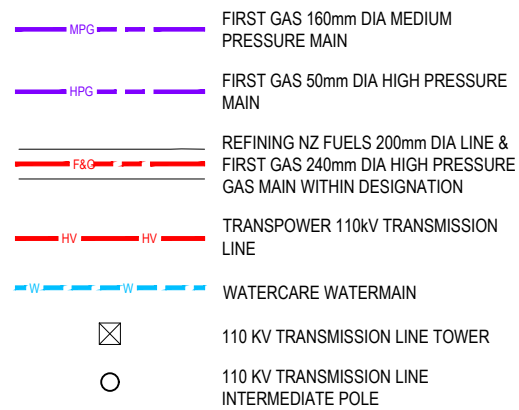 MPG
FIRST GAS 160mm DIA MEDIUM
PRESSURE MAIN
HPG
FIRST GAS 50mm DIA HIGH PRESSURE
MAIN
F&G
REFINING NZ FUELS 200mm DIA LINE &
FIRST GAS 240mm DIA HIGH PRESSURE
GAS MAIN WITHIN DESIGNATION
HV HV
TRANSPOWER 110kV TRANSMISSION
LINE
W W
WATERCARE WATERMAIN
110 KV TRANSMISSION LINE TOWER
110 KV TRANSMISSION LINE
INTERMEDIATE POLE